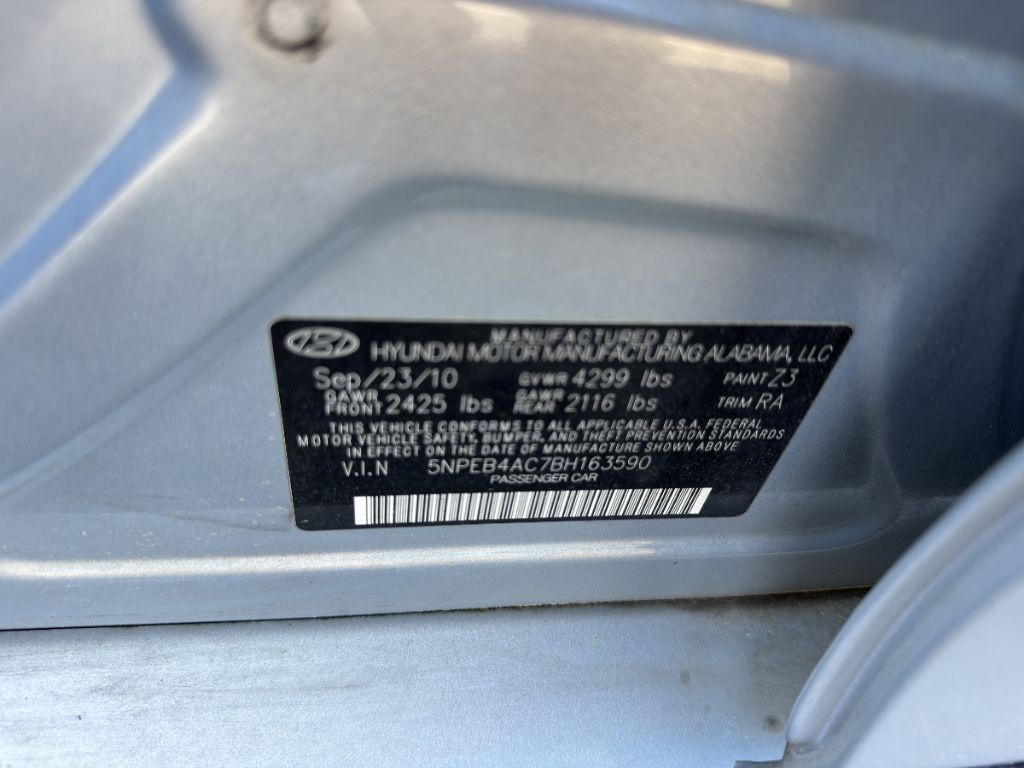 MANUFACTURED BY
HYUNDAI MOTOR MANUFACTURING ALABAMA, LLC
Sep/23/10 GVWR 4299 lbs PAINT Z3
GAWR FRONT 2425 lbs GAWR REAR 2116 lbs TRIM RA
THIS VEHICLE CONFORMS TO ALL APPLICABLE U.S.A. FEDERAL
MOTOR VEHICLE SAFETY, BUMPER, AND THEFT PREVENTION STANDARDS
IN EFFECT ON THE DATE OF MANUFACTURE SHOWN ABOVE
V.I.N 5NPEB4AC7BH163590
PASSENGER CAR